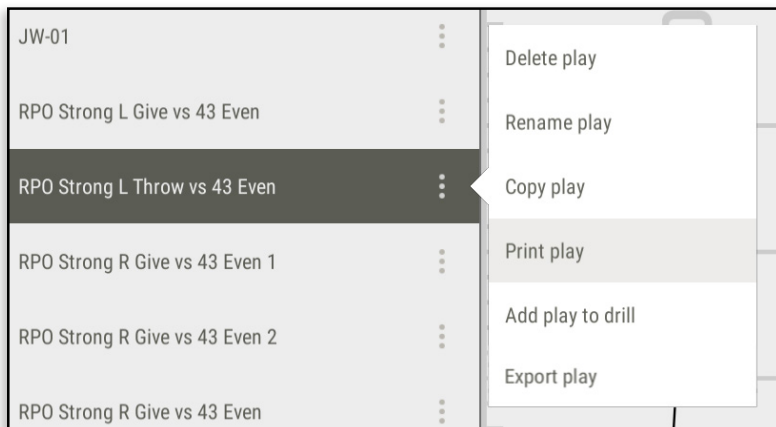 JW-01
RPO Strong L Give vs 43 Even
RPO Strong L Throw vs 43 Even
RPO Strong R Give vs 43 Even 1
RPO Strong R Give vs 43 Even 2
RPO Strong R Give vs 43 Even
Delete play
Rename play
Copy play
Print play
Add play to drill
Export play